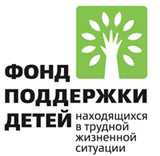 ФОНД
ПОДДЕРЖКИ
ДЕТЕЙ
находящихся
в трудной
жизненной
ситуации